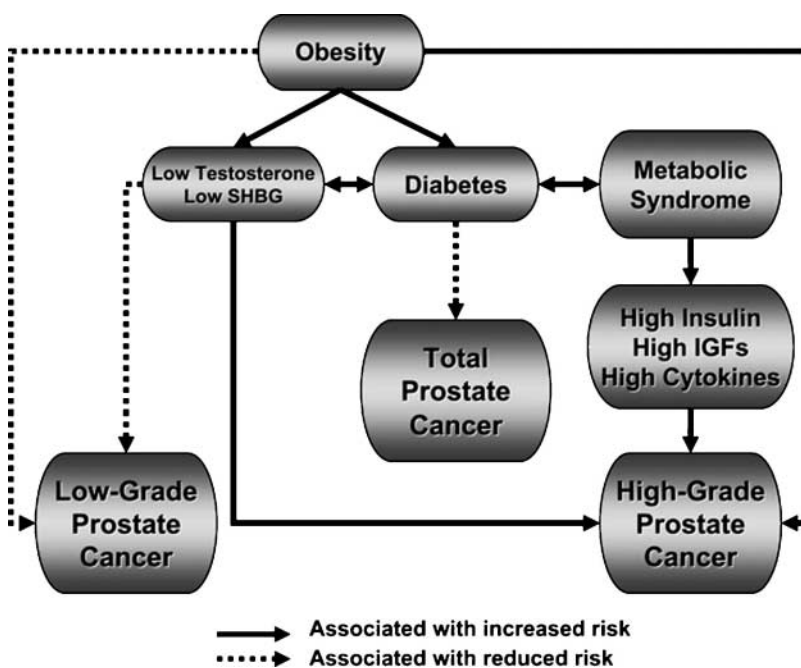 Obesity
Low Testosterone
Low SHBG
Diabetes
Metabolic
Syndrome
High Insulin
High IGFs
High Cytokines
Total
Prostate
Cancer
Low-Grade
Prostate
Cancer
High-Grade
Prostate
Cancer
Associated with increased risk
Associated with reduced risk